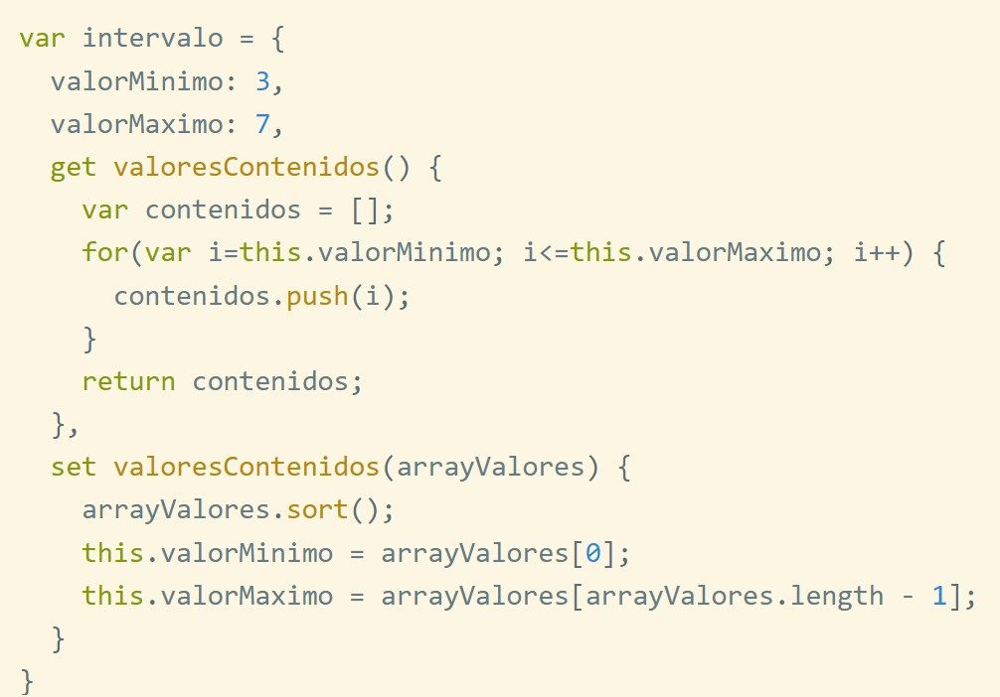 var intervalo = {
  valorMinimo: 3,
  valorMaximo: 7,
  get valoresContenidos() {
    var contenidos = [];
    for(var i=this.valorMinimo; i<=this.valorMaximo; i++) {
      contenidos.push(i);
    }
    return contenidos;
  },
  set valoresContenidos(arrayValores) {
    arrayValores.sort();
    this.valorMinimo = arrayValores[0];
    this.valorMaximo = arrayValores[arrayValores.length - 1];
  }
}